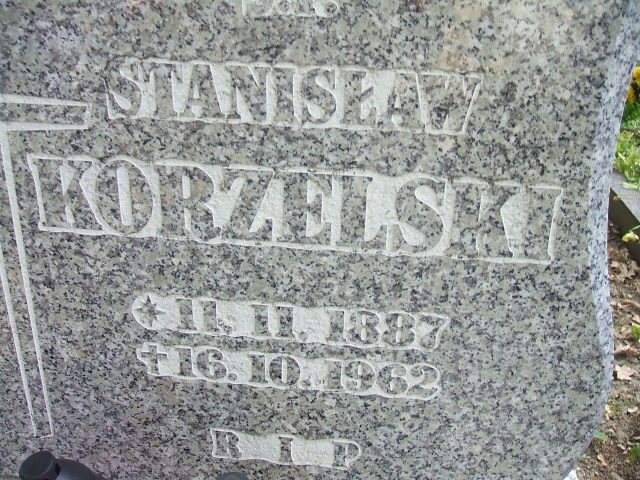 STANISŁAW
KORZELSKI
* 11. 11. 1887
✝ 16. 10. 1962
R I P